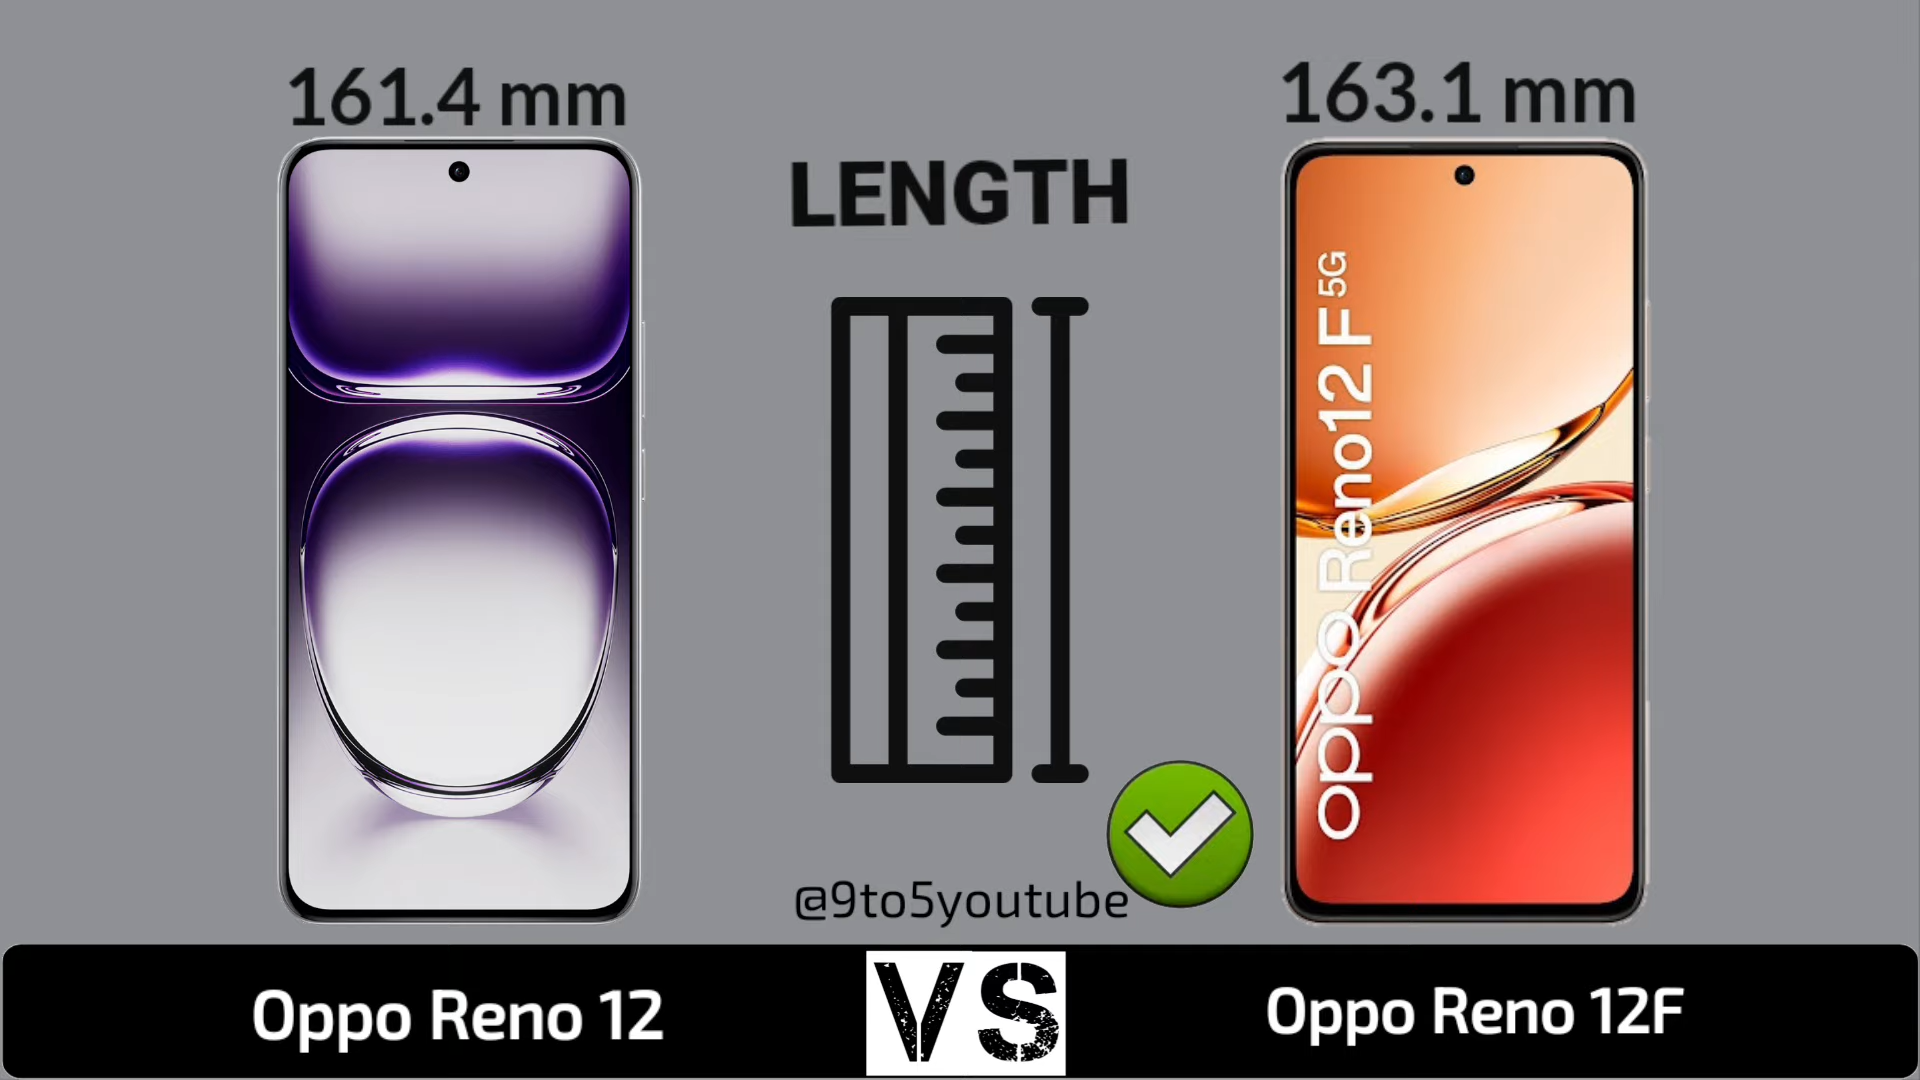 161.4 mm
163.1 mm
LENGTH
oppo Reno12 F 5G
@9to5youtube
Oppo Reno 12
VS
Oppo Reno 12F